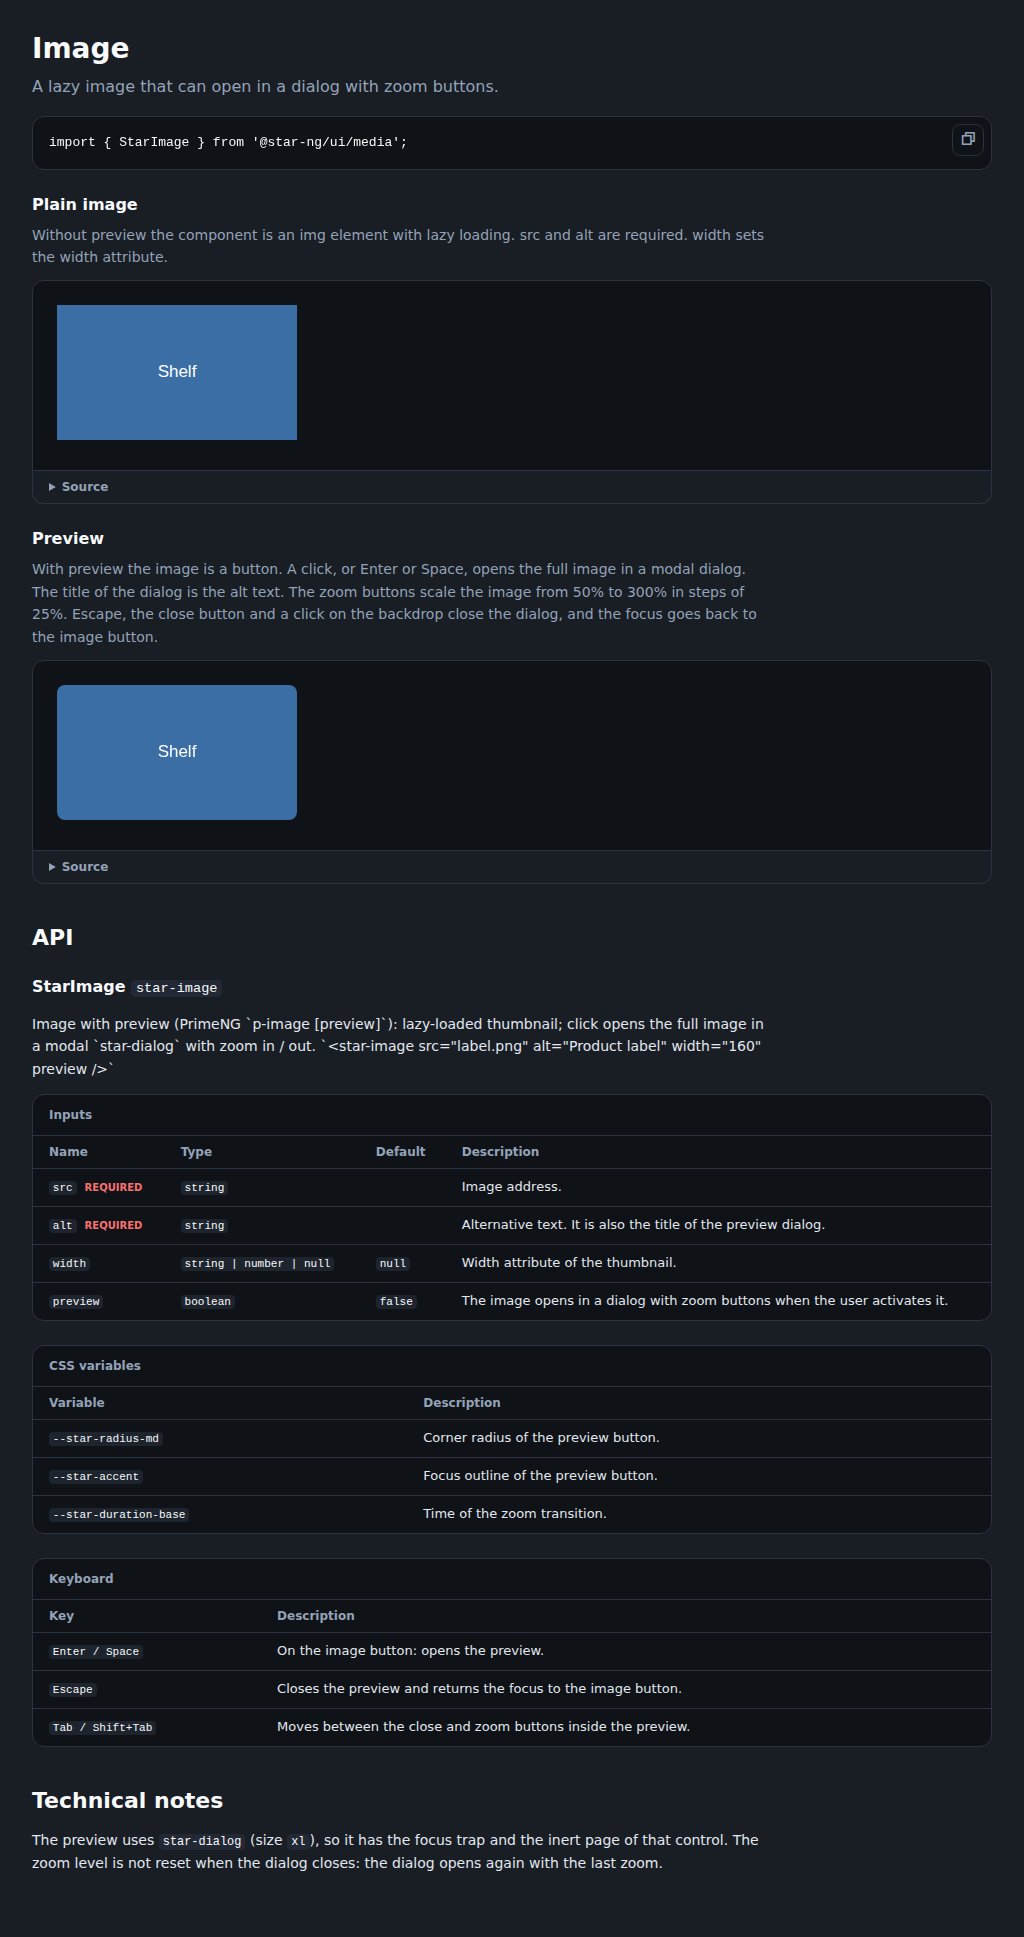 Image
A lazy image that can open in a dialog with zoom buttons.
import { StarImage } from '@star-ng/ui/media';
Plain image
Without preview the component is an img element with lazy loading. src and alt are required. width sets
the width attribute.
Shelf
Source
Preview
With preview the image is a button. A click, or Enter or Space, opens the full image in a modal dialog.
The title of the dialog is the alt text. The zoom buttons scale the image from 50% to 300% in steps of
25%. Escape, the close button and a click on the backdrop close the dialog, and the focus goes back to
the image button.
Shelf
Source
API
StarImage star-image
Image with preview (PrimeNG `p-image [preview]`): lazy-loaded thumbnail; click opens the full image in
a modal `star-dialog` with zoom in / out. `<star-image src="label.png" alt="Product label" width="160"
preview />`
Inputs
Name Type Default Description
src REQUIRED string Image address.
alt REQUIRED string Alternative text. It is also the title of the preview dialog.
width string | number | null null Width attribute of the thumbnail.
preview boolean false The image opens in a dialog with zoom buttons when the user activates it.
CSS variables
Variable Description
--star-radius-md Corner radius of the preview button.
--star-accent Focus outline of the preview button.
--star-duration-base Time of the zoom transition.
Keyboard
Key Description
Enter / Space On the image button: opens the preview.
Escape Closes the preview and returns the focus to the image button.
Tab / Shift+Tab Moves between the close and zoom buttons inside the preview.
Technical notes
The preview uses star-dialog (size xl), so it has the focus trap and the inert page of that control. The
zoom level is not reset when the dialog closes: the dialog opens again with the last zoom.